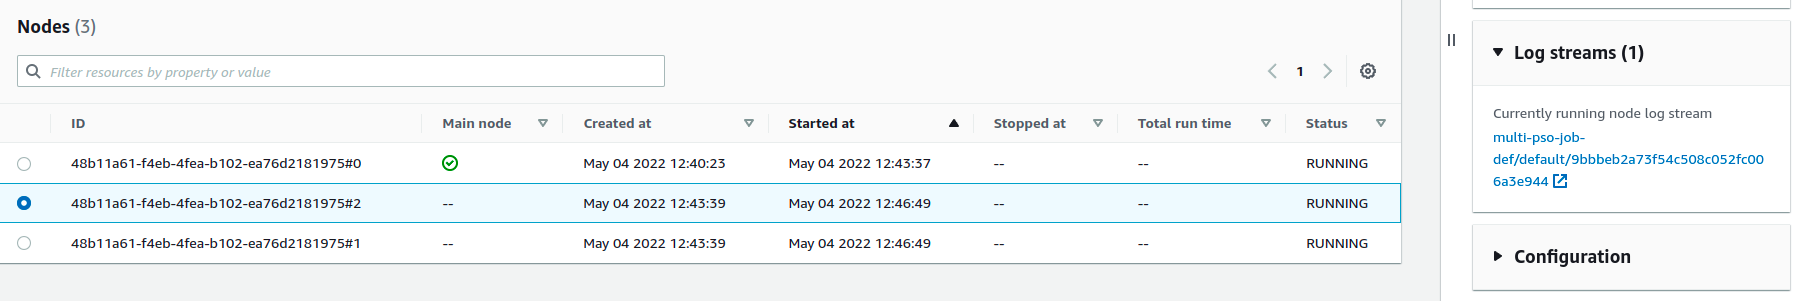 Nodes (3)
Filter resources by property or value
1
ID Main node Created at Started at Stopped at Total run time Status
48b11a61-f4eb-4fea-b102-ea76d2181975#0 May 04 2022 12:40:23 May 04 2022 12:43:37 -- -- RUNNING
48b11a61-f4eb-4fea-b102-ea76d2181975#2 -- May 04 2022 12:43:39 May 04 2022 12:46:49 -- -- RUNNING
48b11a61-f4eb-4fea-b102-ea76d2181975#1 -- May 04 2022 12:43:39 May 04 2022 12:46:49 -- -- RUNNING
Log streams (1)
Currently running node log stream
multi-pso-job-
def/default/9bbbeb2a73f54c508c052fc00
6a3e944
Configuration